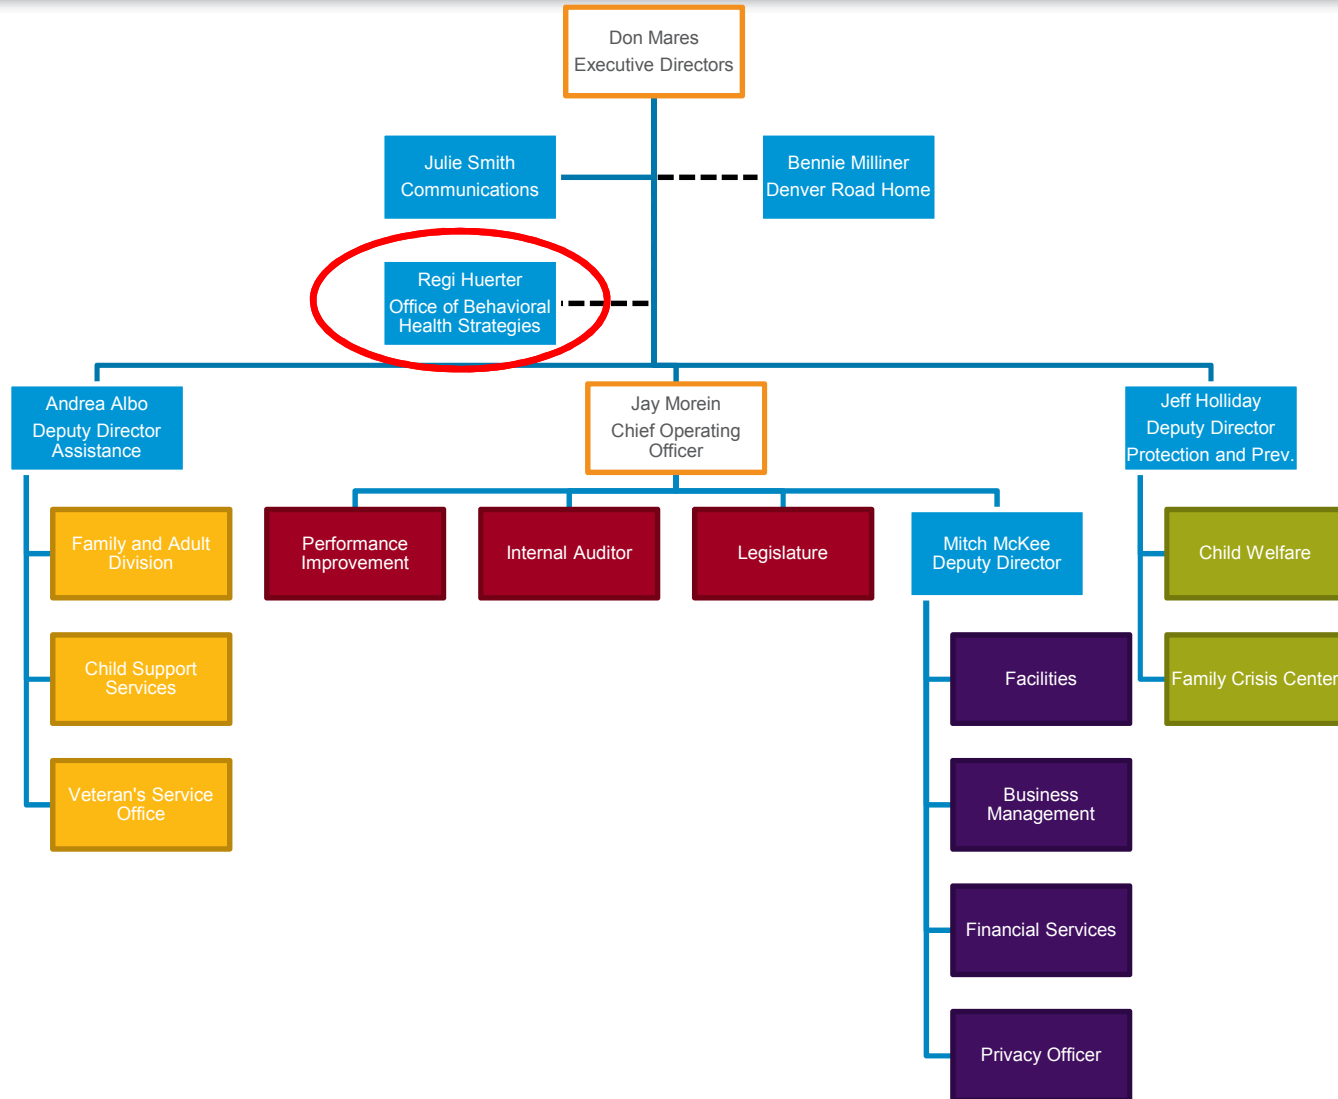 Don Mares
Executive Directors
Julie Smith
Communications
Bennie Milliner
Denver Road Home
Regi Huerter
Office of Behavioral
Health Strategies
Andrea Albo
Deputy Director
Assistance
Jay Morein
Chief Operating
Officer
Jeff Holliday
Deputy Director
Protection and Prev.
Family and Adult
Division
Performance
Improvement
Internal Auditor
Legislature
Mitch McKee
Deputy Director
Child Welfare
Child Support
Services
Facilities
Family Crisis Center
Veteran's Service
Office
Business
Management
Financial Services
Privacy Officer